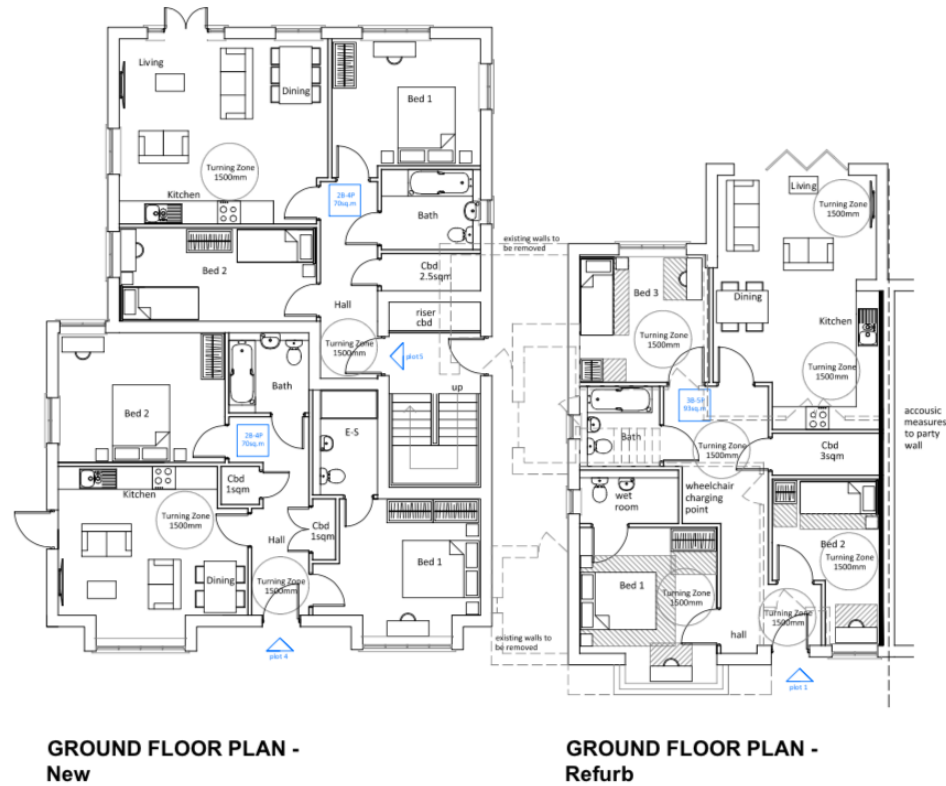 Living
Dining
Bed 1
Turning Zone
1500mm
Kitchen
2B-4P
70sq.m
Bath
Bed 2
Cbd
2.5sqm
Hall
riser
cbd
Turning Zone
1500mm
plot 5
up
existing walls to
be removed
Bed 2
Bath
2B-4P
70sq.m
E-S
Kitchen
Cbd
1sqm
Turning Zone
1500mm
Hall
Cbd
1sqm
Dining
Turning Zone
1500mm
Bed 1
plot 4
existing walls to
be removed
Living
Turning Zone
1500mm
Bed 3
Dining
Turning Zone
1500mm
Kitchen
Turning Zone
1500mm
3B-5P
93sq.m
accousic
measures
to party
wall
Bath
Turning Zone
1500mm
Cbd
3sqm
wet
room
wheelchair
charging
point
Bed 2
Turning Zone
1500mm
Bed 1
Turning Zone
1500mm
Turning Zone
1500mm
hall
plot 1
GROUND FLOOR PLAN -
New
GROUND FLOOR PLAN -
Refurb